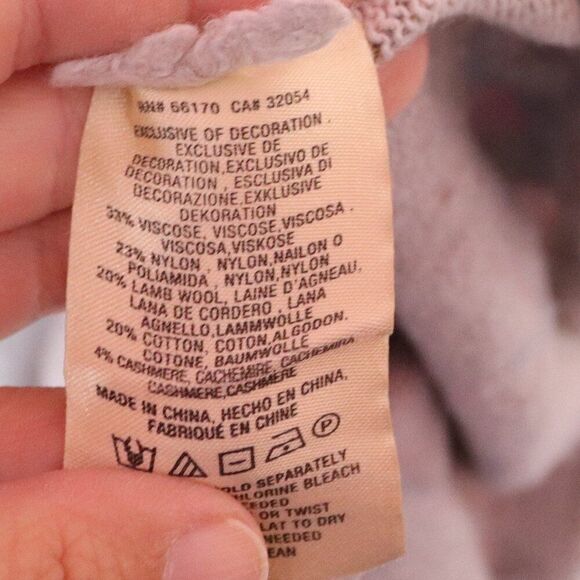 RN# 66170 CA# 32054
EXCLUSIVE OF DECORATION .
EXCLUSIVE DE
DECORATION,EXCLUSIVO DE
DECORATION , ESCLUSIVA DI
DECORAZIONE,EXKLUSIVE
DEKORATION
33% VISCOSE, VISCOSE,VISCOSA .
VISCOSA,VISKOSE
23% NYLON , NYLON,NAILON O
POLIAMIDA , NYLON,NYLON
20% LAMB WOOL, LAINE D'AGNEAU,
LANA DE CORDERO , LANA
AGNELLO,LAMMWOLLE
20% COTTON, COTON,ALGODON.
COTONE, BAUMWOLLE
4% CASHMERE, CACHEMIRE, CACHEMIRA
CASHMERE,CASHMERE
MADE IN CHINA, HECHO EN CHINA,
FABRIQUÉ EN CHINE
P
SEPARATELY
BLEACH
OR TWIST
LAT TO DRY
NEEDED
EAN